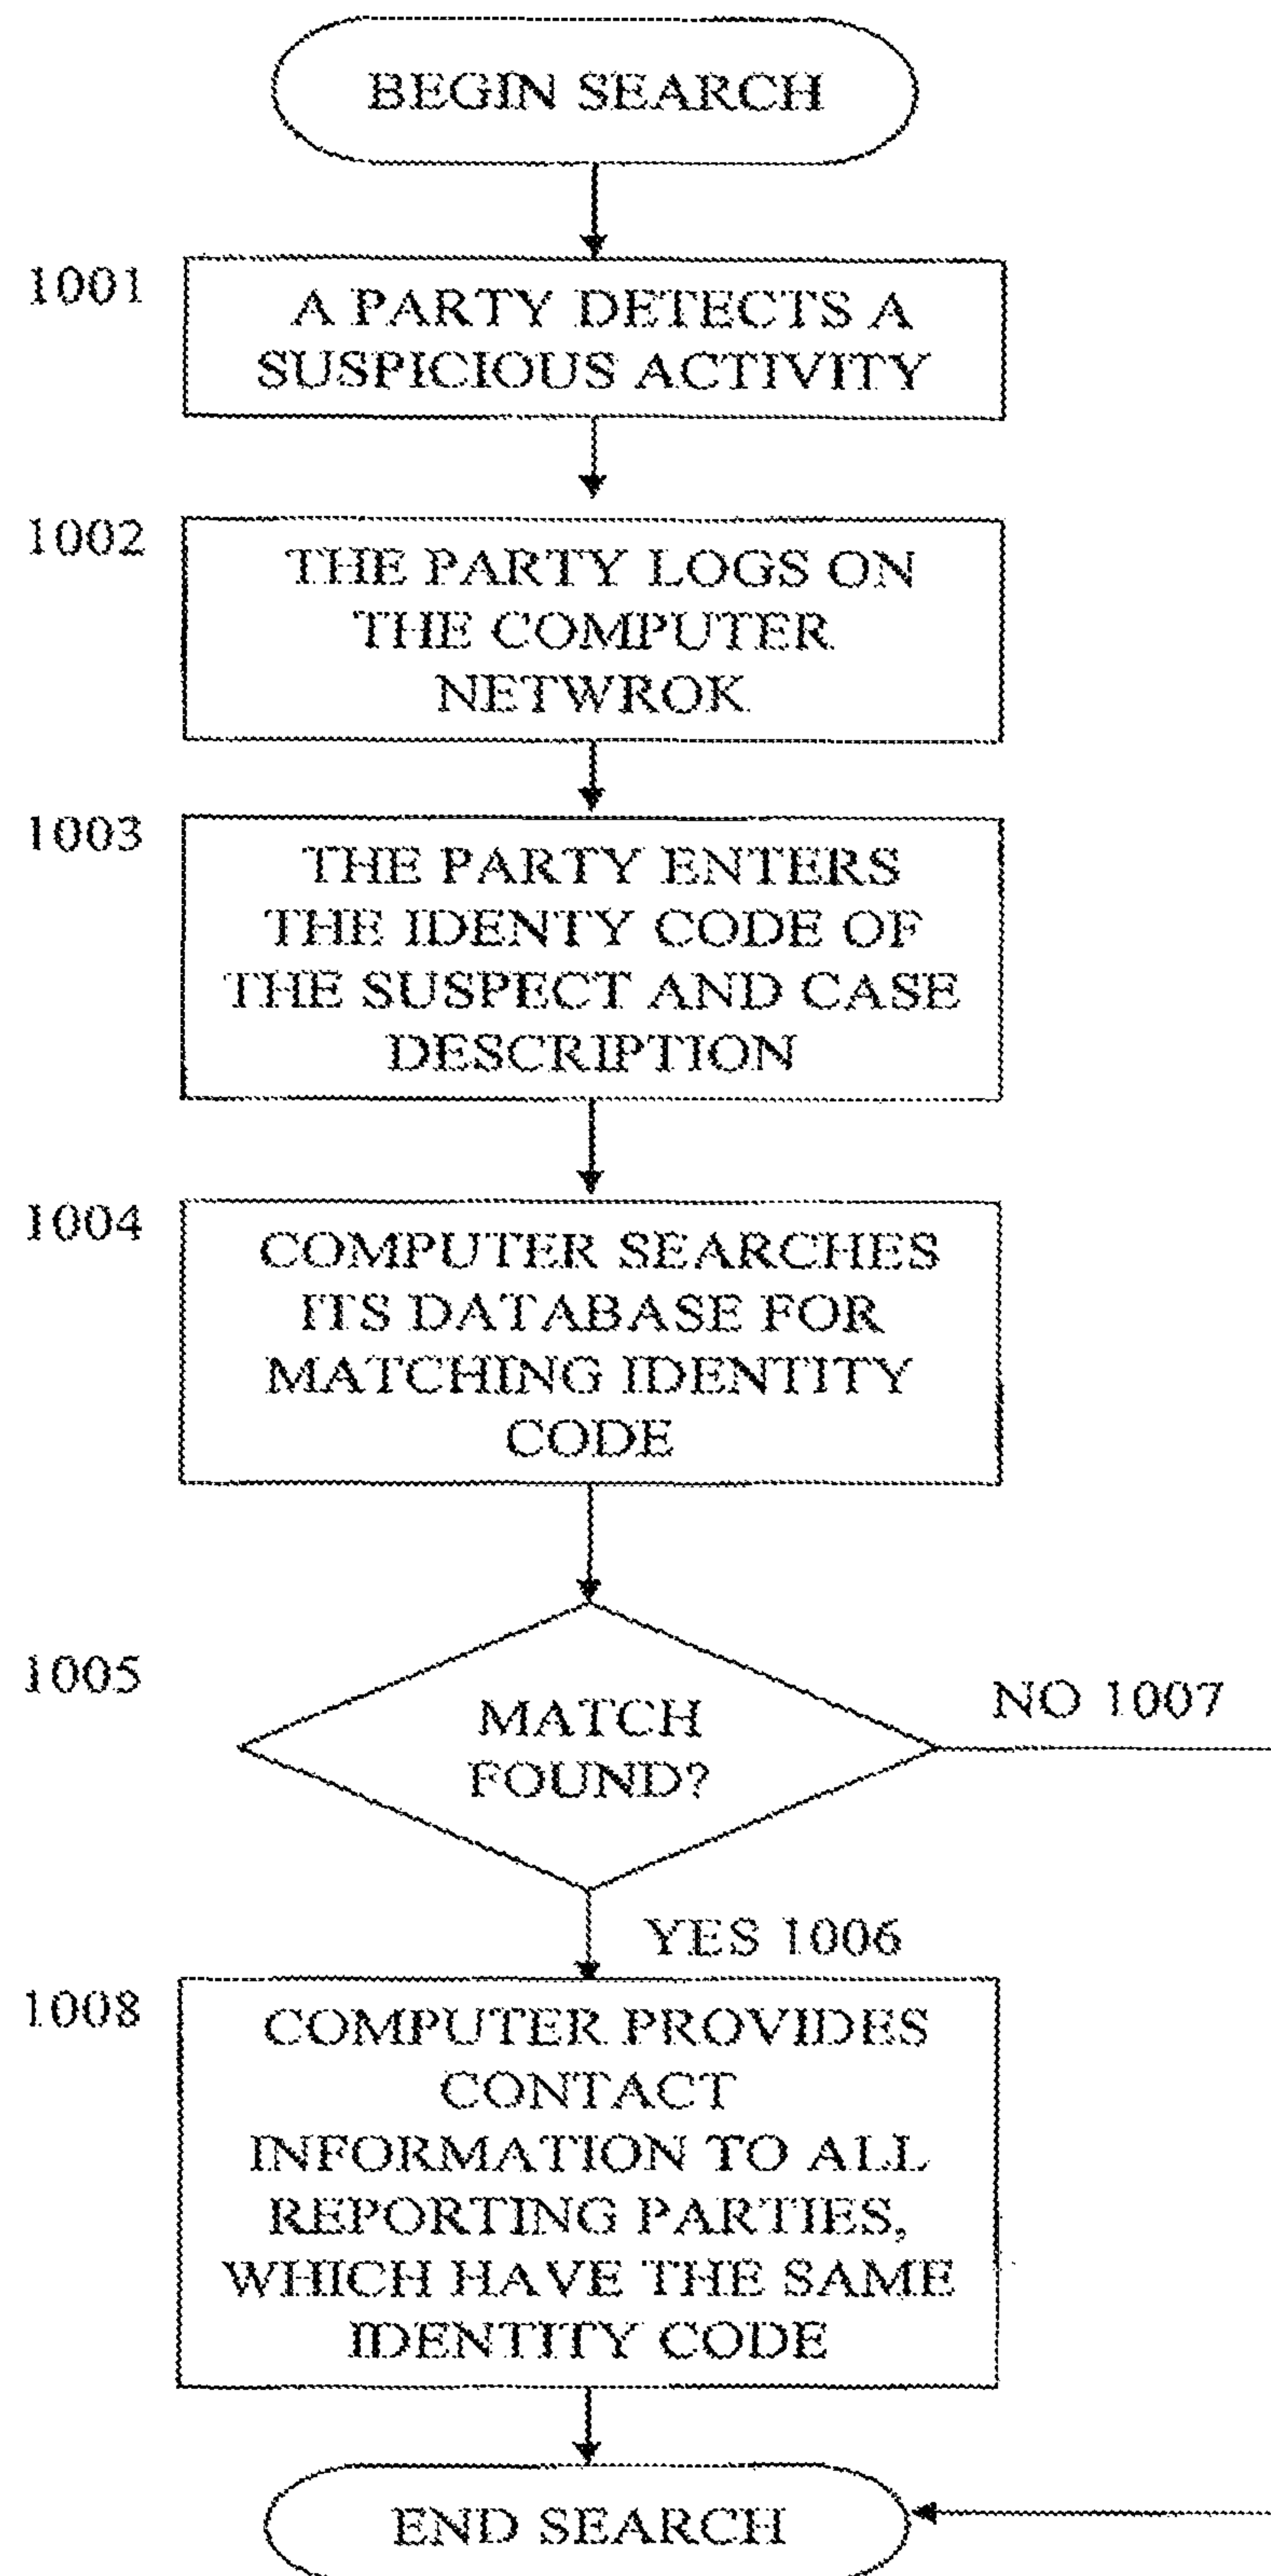 BEGIN SEARCH
1001
A PARTY DETECTS A
SUSPICIOUS ACTIVITY
1002
THE PARTY LOGS ON
THE COMPUTER
NETWROK
1003
THE PARTY ENTERS
THE IDENTY CODE OF
THE SUSPECT AND CASE
DESCRIPTION
1004
COMPUTER SEARCHES
ITS DATABASE FOR
MATCHING IDENTITY
CODE
1005
MATCH
FOUND?
NO 1007
YES 1006
1008
COMPUTER PROVIDES
CONTACT
INFORMATION TO ALL
REPORTING PARTIES,
WHICH HAVE THE SAME
IDENTITY CODE
END SEARCH